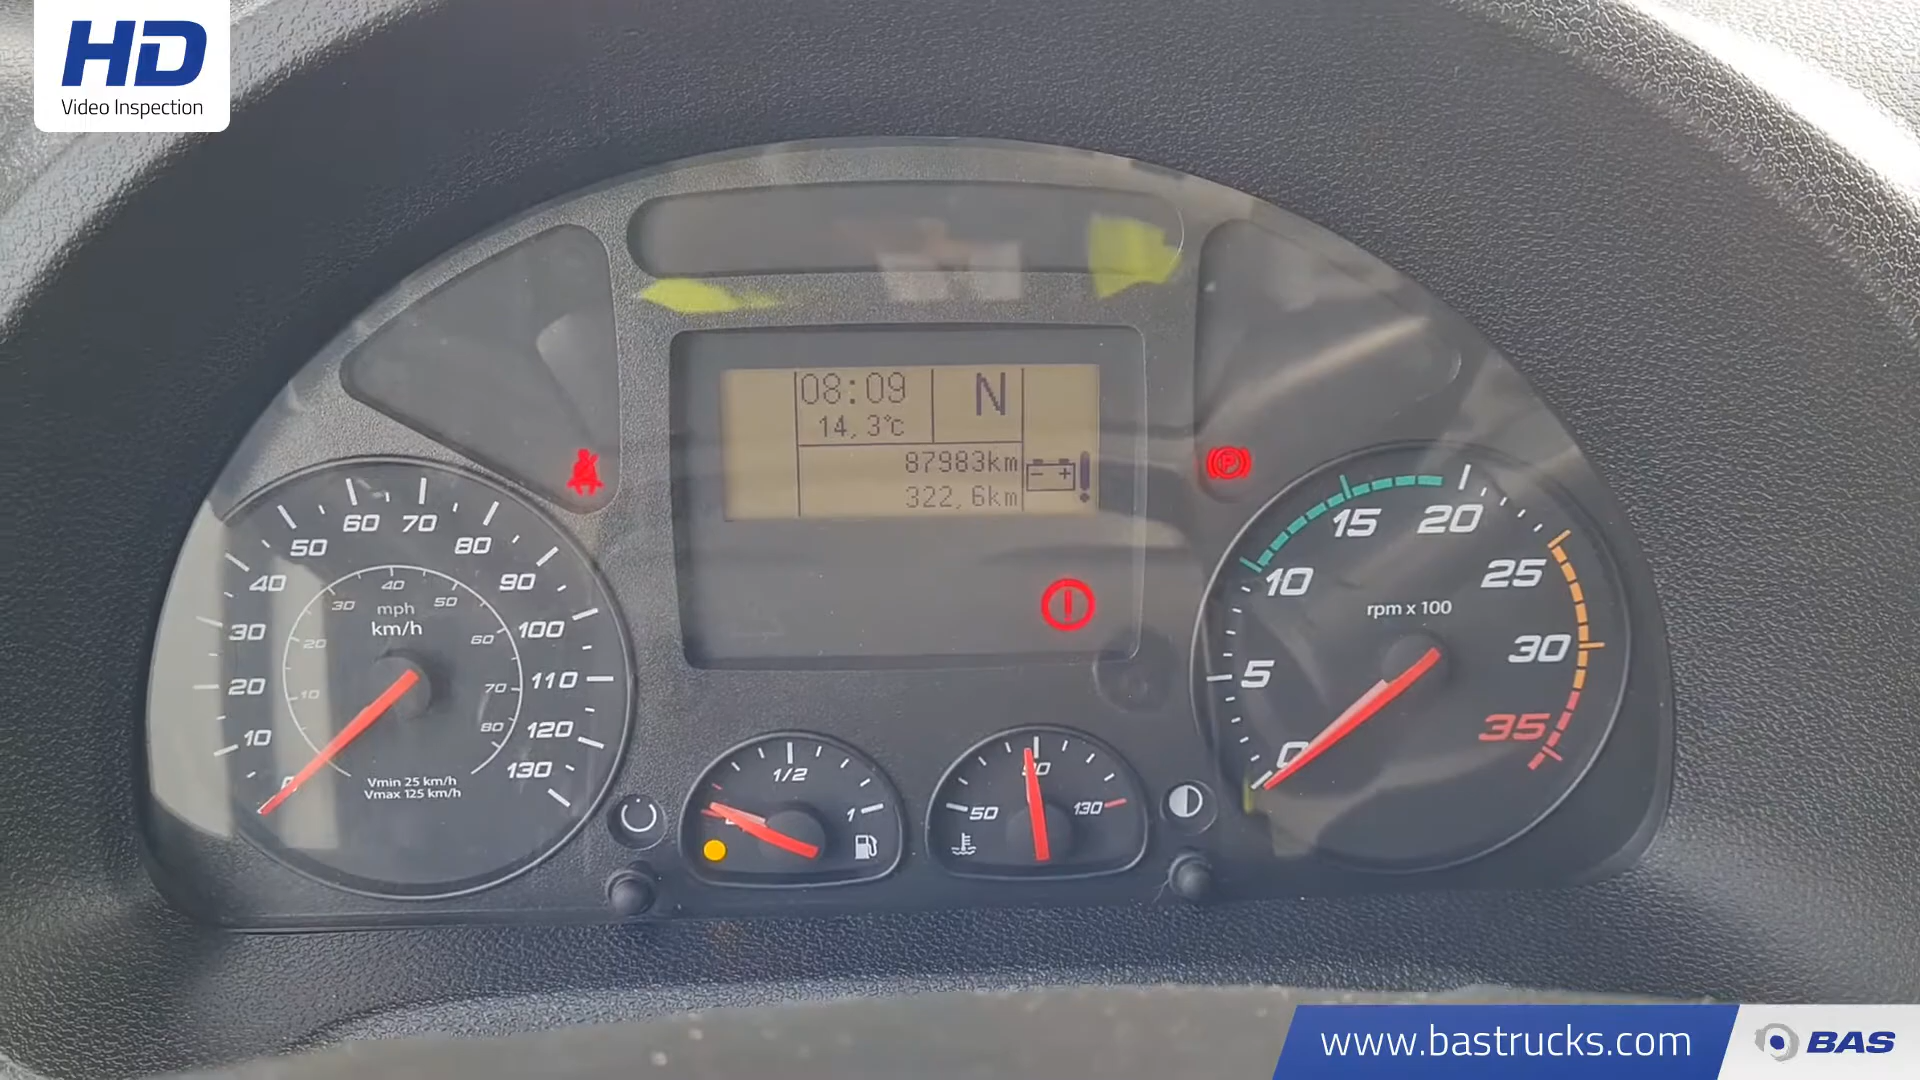 HD
Video Inspection
08:09
N
14,3°c
87983km
322,6km
- +
P
60 70
50 80
40 90
30 100
20 110
10 120
130
mph
km/h
10 20 30 40 50 60 70 80
Vmin 25 km/h
Vmax 125 km/h
1/2
1
50 90 130
rpm x 100
0 5 10 15 20 25 30 35
www.bastrucks.com
BAS